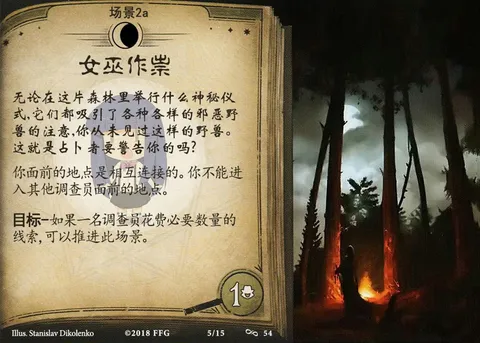 场景2a
女巫作祟
无论在这片森林里举行什么神秘仪
式,它们都吸引了各种各样的邪恶野
兽的注意,你从未见过这样的野兽。
这就是占卜者要警告你的吗?
你面前的地点是相互连接的。你不能进
入其他调查员面前的地点。
目标-如果一名调查员花费必要数量的
线索,可以推进此场景。
1
Illus. Stanislav Dikolenko ©2018 FFG 5/15 54